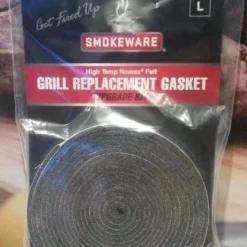 Get Fired Up
L
SMOKEWARE
High Temp Nomex® Felt
GRILL REPLACEMENT GASKET
UPGRADE KIT